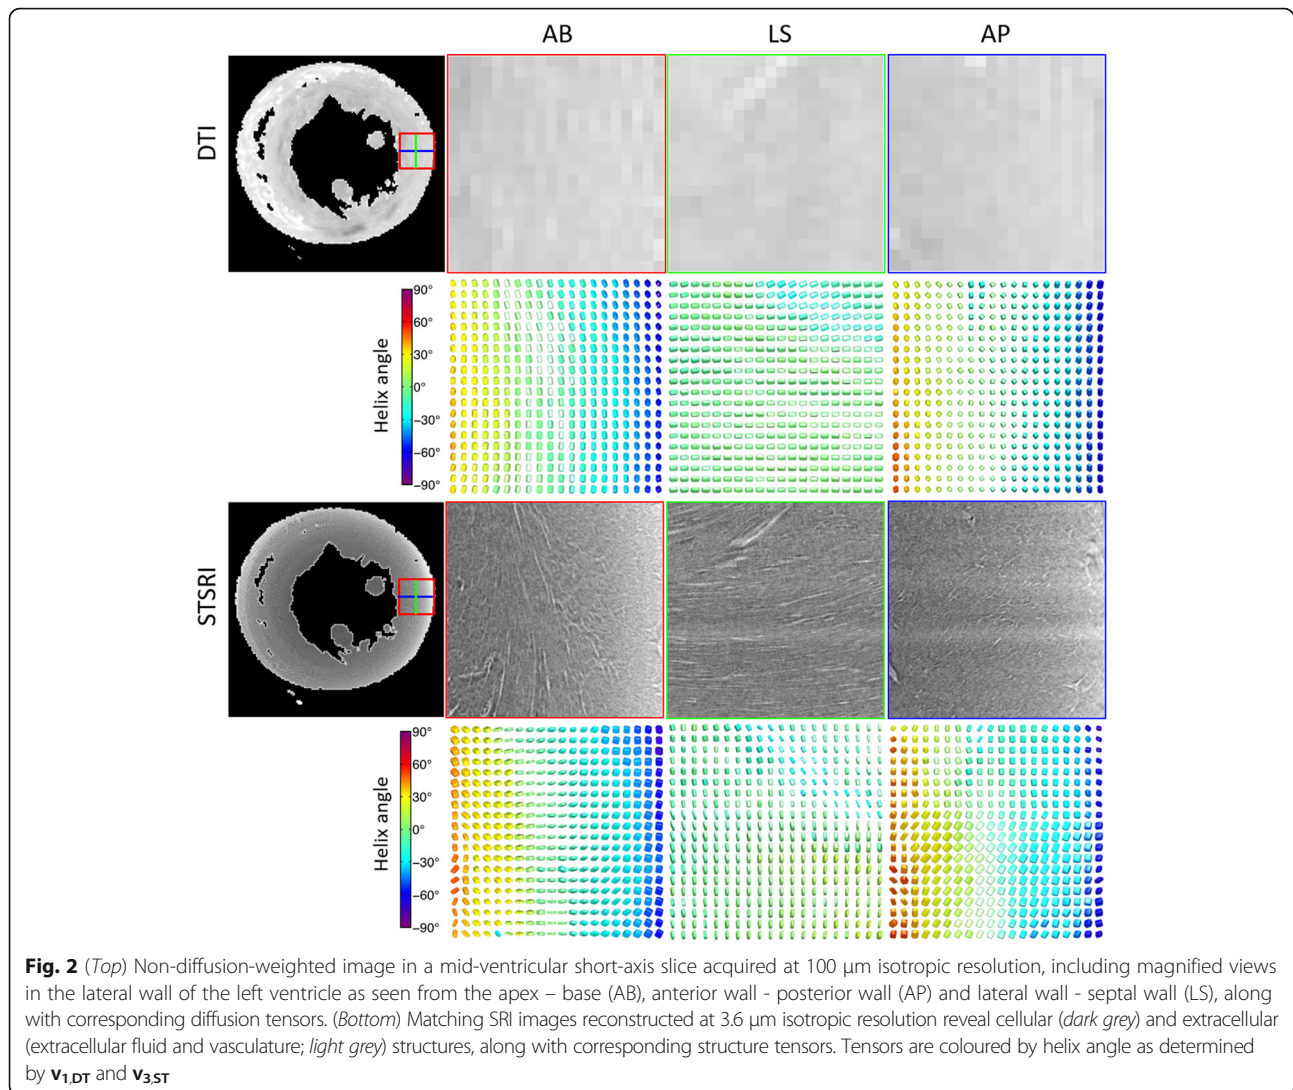 AB LS AP
DTI
Helix angle
90°
60°
30°
0°
−30°
−60°
−90°
STSRI
Helix angle
90°
60°
30°
0°
−30°
−60°
−90°
Fig. 2 (Top) Non-diffusion-weighted image in a mid-ventricular short-axis slice acquired at 100 μm isotropic resolution, including magnified views
in the lateral wall of the left ventricle as seen from the apex – base (AB), anterior wall - posterior wall (AP) and lateral wall - septal wall (LS), along
with corresponding diffusion tensors. (Bottom) Matching SRI images reconstructed at 3.6 μm isotropic resolution reveal cellular (dark grey) and extracellular
(extracellular fluid and vasculature; light grey) structures, along with corresponding structure tensors. Tensors are coloured by helix angle as determined
by v1,DT and v3,ST